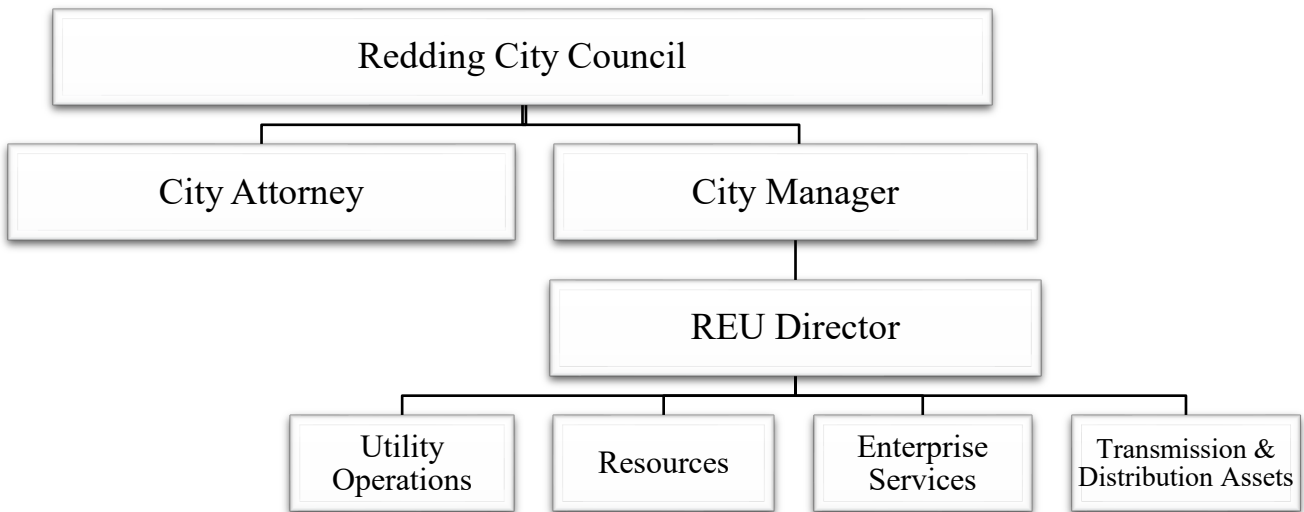 Redding City Council
City Attorney
City Manager
REU Director
Utility
Operations
Resources
Enterprise
Services
Transmission &
Distribution Assets